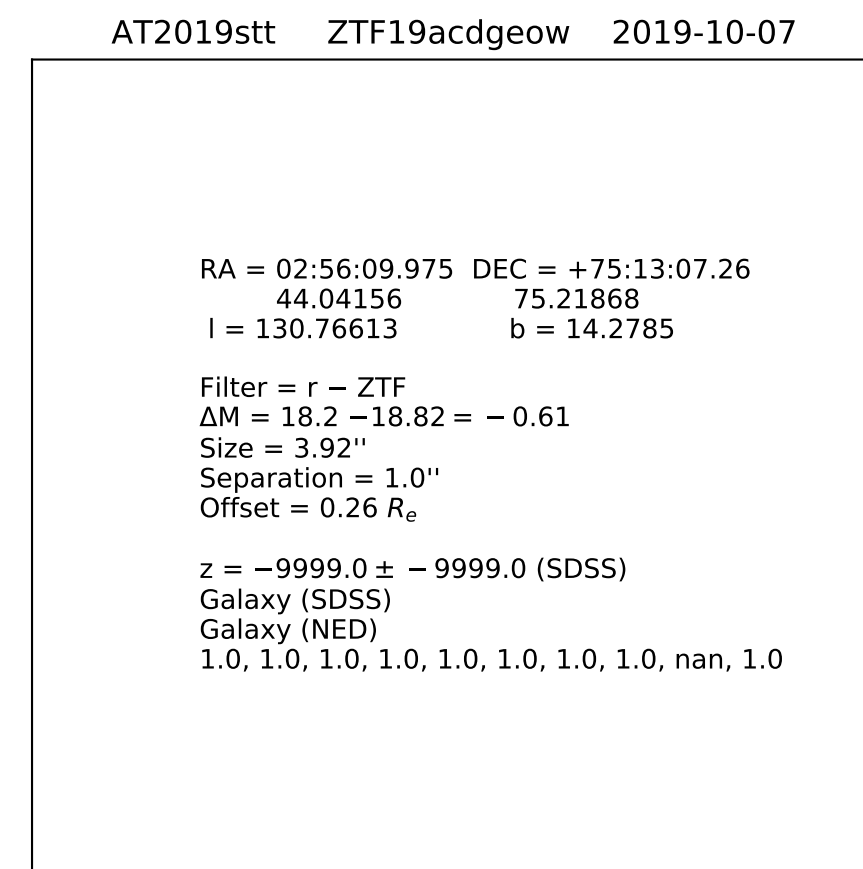 AT2019stt ZTF19acdgeow 2019-10-07
RA = 02:56:09.975 DEC = +75:13:07.26
44.04156 75.21868
l = 130.76613 b = 14.2785
Filter = r − ZTF
ΔM = 18.2 −18.82 = − 0.61
Size = 3.92''
Separation = 1.0''
Offset = 0.26 Re
z = −9999.0 ± − 9999.0 (SDSS)
Galaxy (SDSS)
Galaxy (NED)
1.0, 1.0, 1.0, 1.0, 1.0, 1.0, 1.0, 1.0, nan, 1.0